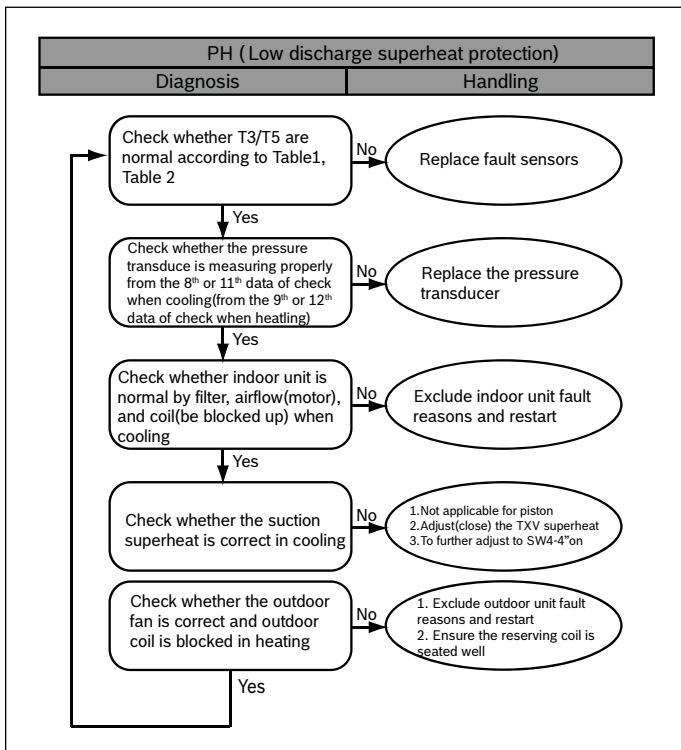 PH ( Low discharge superheat protection)
Diagnosis
Handling
Check whether T3/T5 are
normal according to Table1,
Table 2
No
Replace fault sensors
Yes
Check whether the pressure
transduce is measuring properly
from the 8th or 11th data of check
when cooling(from the 9th or 12th
data of check when heatling)
No
Replace the pressure
transducer
Yes
Check whether indoor unit is
normal by filter, airflow(motor),
and coil(be blocked up) when
cooling
No
Exclude indoor unit fault
reasons and restart
Yes
Check whether the suction
superheat is correct in cooling
No
1.Not applicable for piston
2.Adjust(close) the TXV superheat
3.To further adjust to SW4-4"on
Check whether the outdoor
fan is correct and outdoor
coil is blocked in heating
No
1. Exclude outdoor unit fault
reasons and restart
2. Ensure the reserving coil is
seated well
Yes